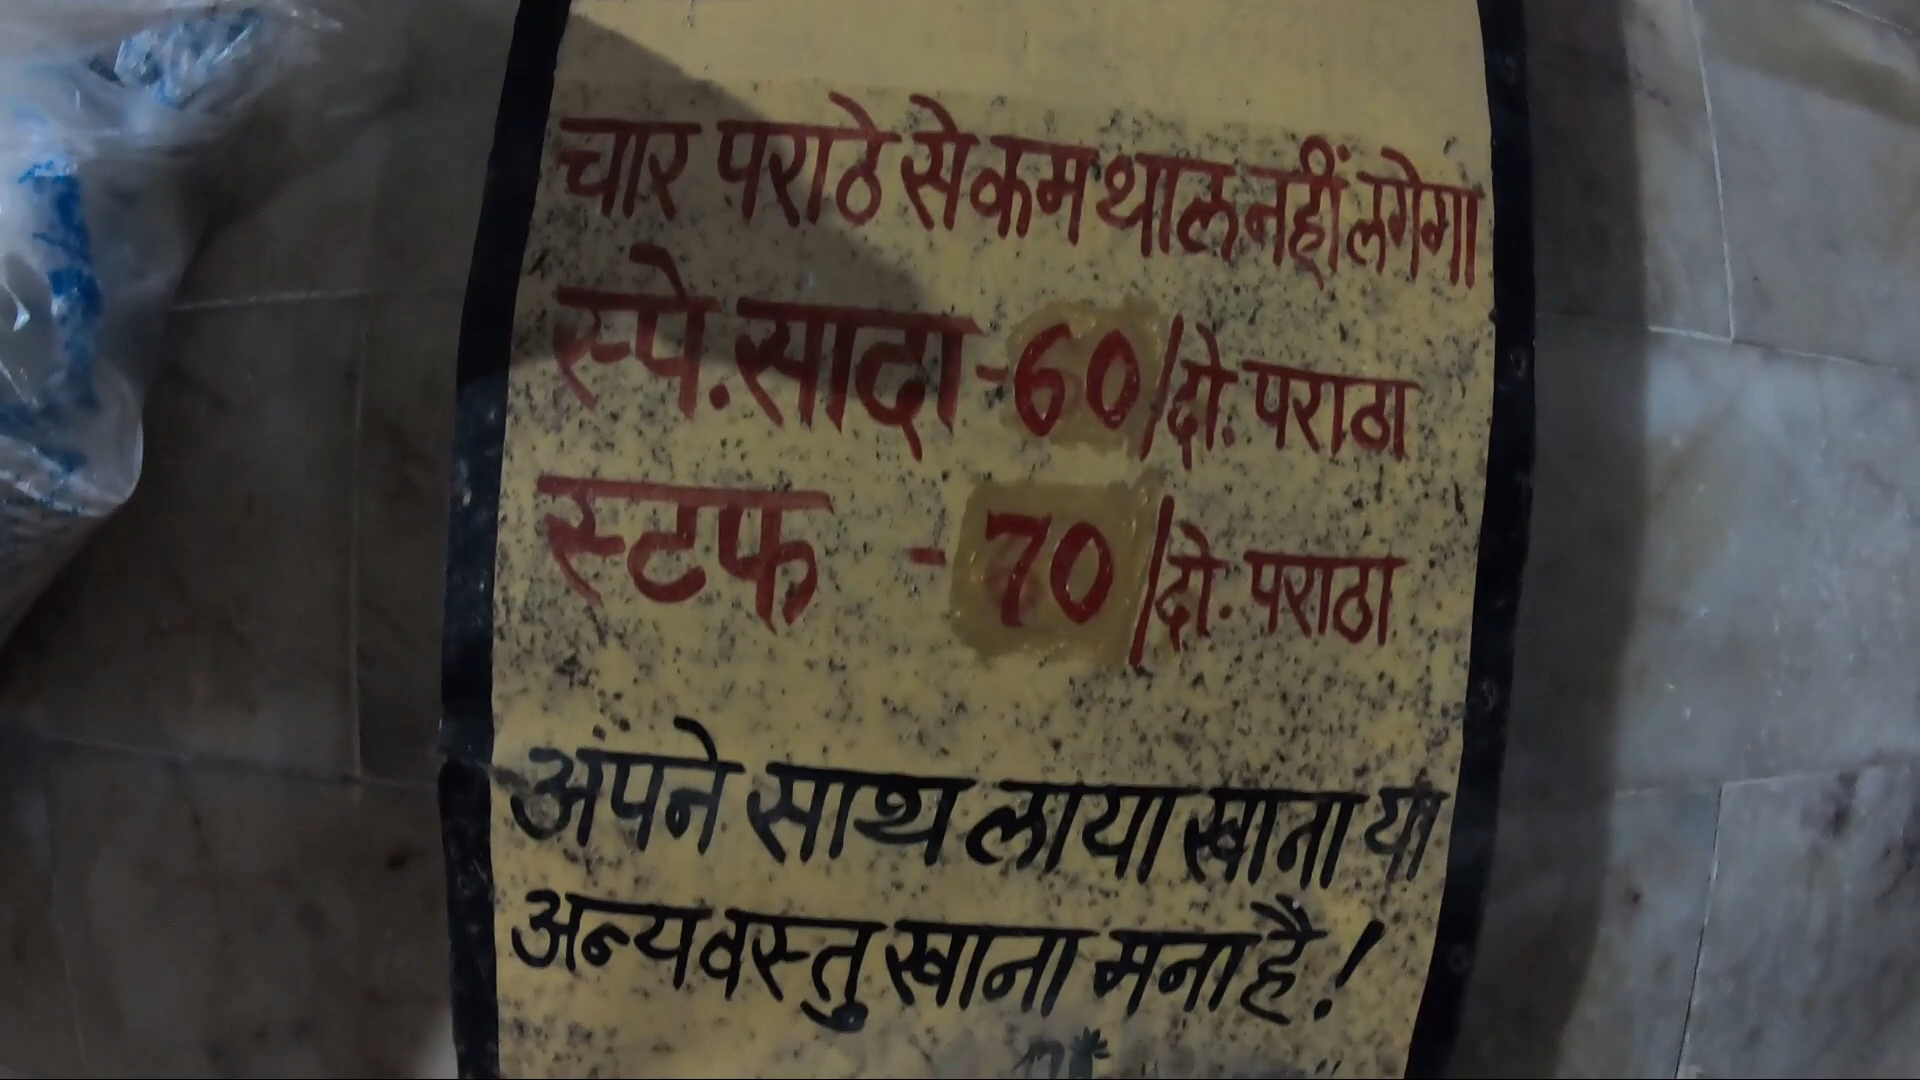 चार पराठे से कम थाल नहीं लगेगा
स्पे. सादा - 60/दो. पराठा
स्टफ - 70/दो. पराठा
अपने साथ लाया खाना या
अन्य वस्तु खाना मना है!